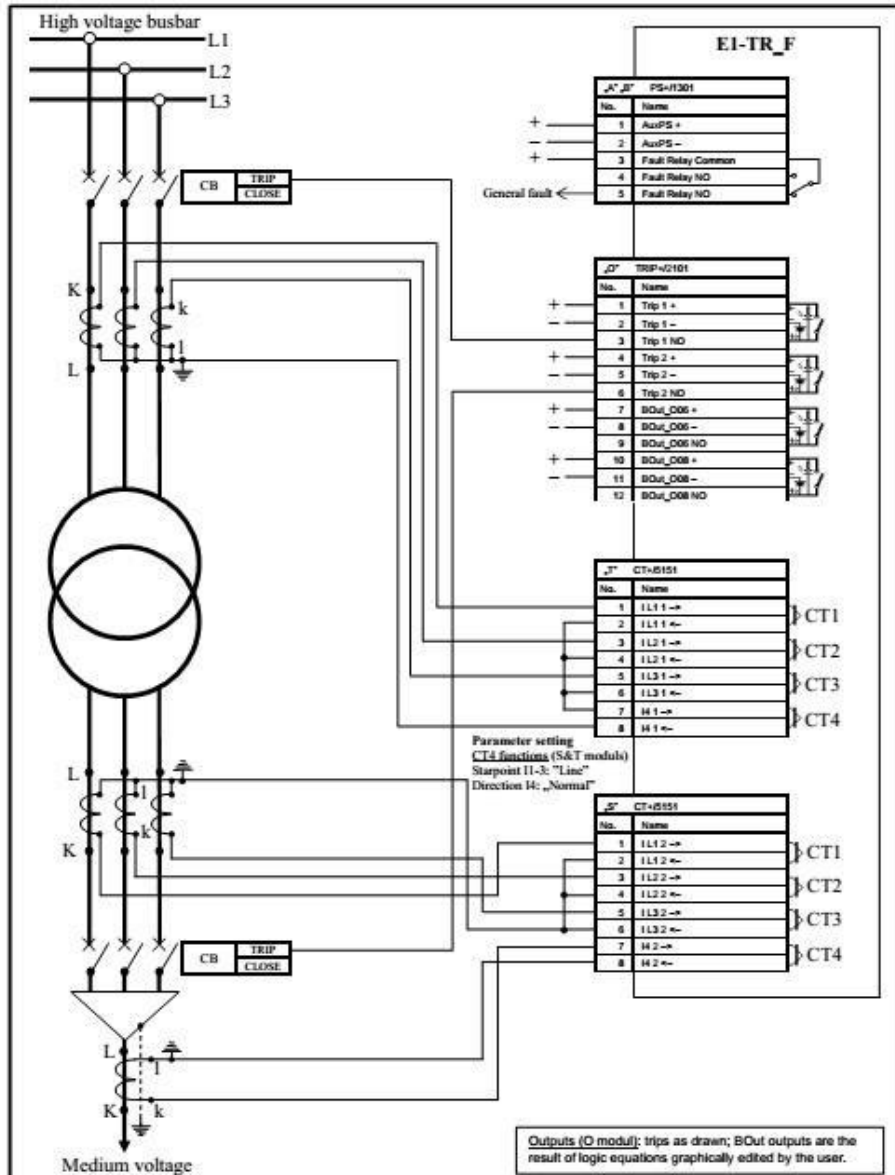 High voltage busbar
L1
L2
L3
E1-TR_F
„A" „B" PS+/1301
No. Name
1 AuxPS +
2 AuxPS –
3 Fault Relay Common
4 Fault Relay NO
5 Fault Relay NO
+
–
+
General fault
CB TRIP
CLOSE
„O" TRIP+/2101
No. Name
1 Trip 1 +
2 Trip 1 –
3 Trip 1 NO
4 Trip 2 +
5 Trip 2 –
6 Trip 2 NO
7 BOut_O06 +
8 BOut_O06 –
9 BOut_O06 NO
10 BOut_O08 +
11 BOut_O08 –
12 BOut_O08 NO
+
–
+
–
+
–
+
–
K
k
l
L
„T" CT+/5151
No. Name
1 I L1 1 –>
2 I L1 1 <–
3 I L2 1 –>
4 I L2 1 <–
5 I L3 1 –>
6 I L3 1 <–
7 I4 1 –>
8 I4 1 <–
CT1
CT2
CT3
CT4
Parameter setting
CT4 functions (S&T moduls)
Starpoint I1-3: "Line"
Direction I4: „Normal"
L
l
k
K
„S" CT+/5151
No. Name
1 I L1 2 –>
2 I L1 2 <–
3 I L2 2 –>
4 I L2 2 <–
5 I L3 2 –>
6 I L3 2 <–
7 I4 2 –>
8 I4 2 <–
CT1
CT2
CT3
CT4
CB TRIP
CLOSE
L
l
K
k
Medium voltage
Outputs (O modul): trips as drawn; BOut outputs are the
result of logic equations graphically edited by the user.